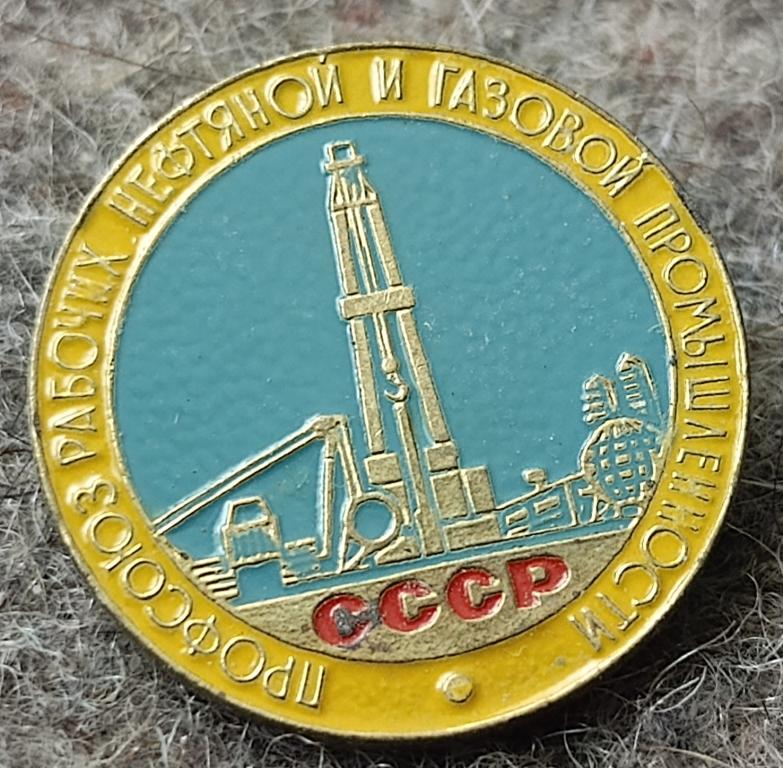 ПРОФСОЮЗ РАБОЧИХ НЕФТЯНОЙ И ГАЗОВОЙ ПРОМЫШЛЕННОСТИ
СССР